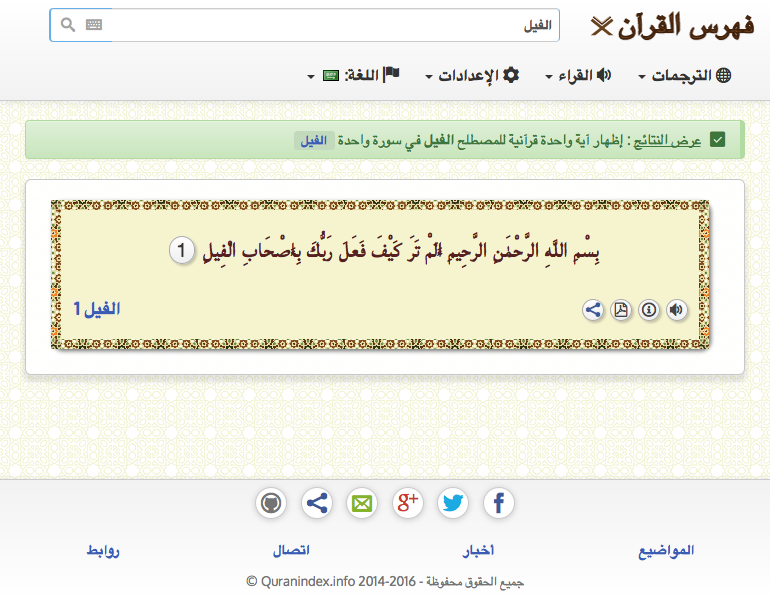 فهرس القرآن
الفيل
الترجمات
القراء
الإعدادات
اللغة:
عرض النتائج : إظهار آية واحدة قرآنية للمصطلح الفيل في سورة واحدة الفيل
بِسْمِ اللَّهِ الرَّحْمَٰنِ الرَّحِيمِ أَلَمْ تَرَ كَيْفَ فَعَلَ رَبُّكَ بِأَصْحَابِ الْفِيلِ 1
الفيل 1
المواضيع
أخبار
اتصال
روابط
جميع الحقوق محفوظة - Quranindex.info 2014-2016 ©